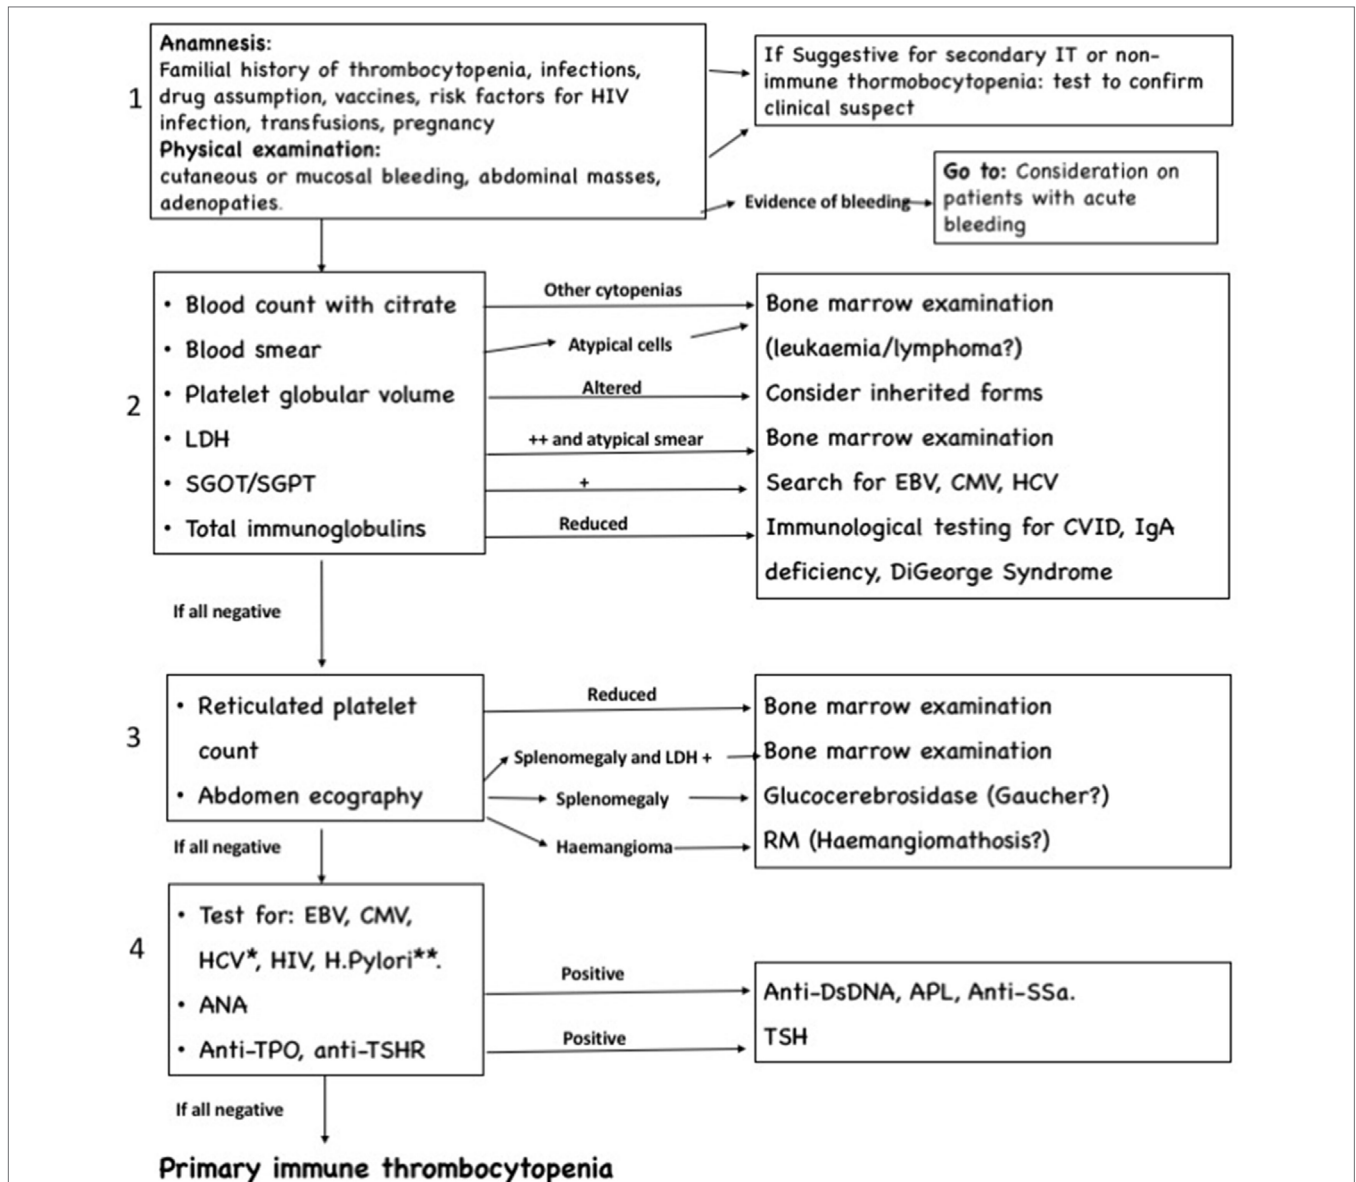 1
Anamnesis:
Familial history of thrombocytopenia, infections,
drug assumption, vaccines, risk factors for HIV
infection, transfusions, pregnancy
Physical examination:
cutaneous or mucosal bleeding, abdominal masses,
adenopaties.
If Suggestive for secondary IT or non-
immune thormobocytopenia: test to confirm
clinical suspect
Evidence of bleeding
Go to: Consideration on
patients with acute
bleeding
2
• Blood count with citrate
• Blood smear
• Platelet globular volume
• LDH
• SGOT/SGPT
• Total immunoglobulins
Other cytopenias
Atypical cells
Altered
++ and atypical smear
+
Reduced
Bone marrow examination
(leukaemia/lymphoma?)
Consider inherited forms
Bone marrow examination
Search for EBV, CMV, HCV
Immunological testing for CVID, IgA
deficiency, DiGeorge Syndrome
If all negative
3
• Reticulated platelet
count
• Abdomen ecography
Reduced
Splenomegaly and LDH +
Splenomegaly
Haemangioma
Bone marrow examination
Bone marrow examination
Glucocerebrosidase (Gaucher?)
RM (Haemangiomathosis?)
If all negative
4
• Test for: EBV, CMV,
HCV*, HIV, H.Pylori**.
• ANA
• Anti-TPO, anti-TSHR
Positive
Positive
Anti-DsDNA, APL, Anti-SSa.
TSH
If all negative
Primary immune thrombocytopenia